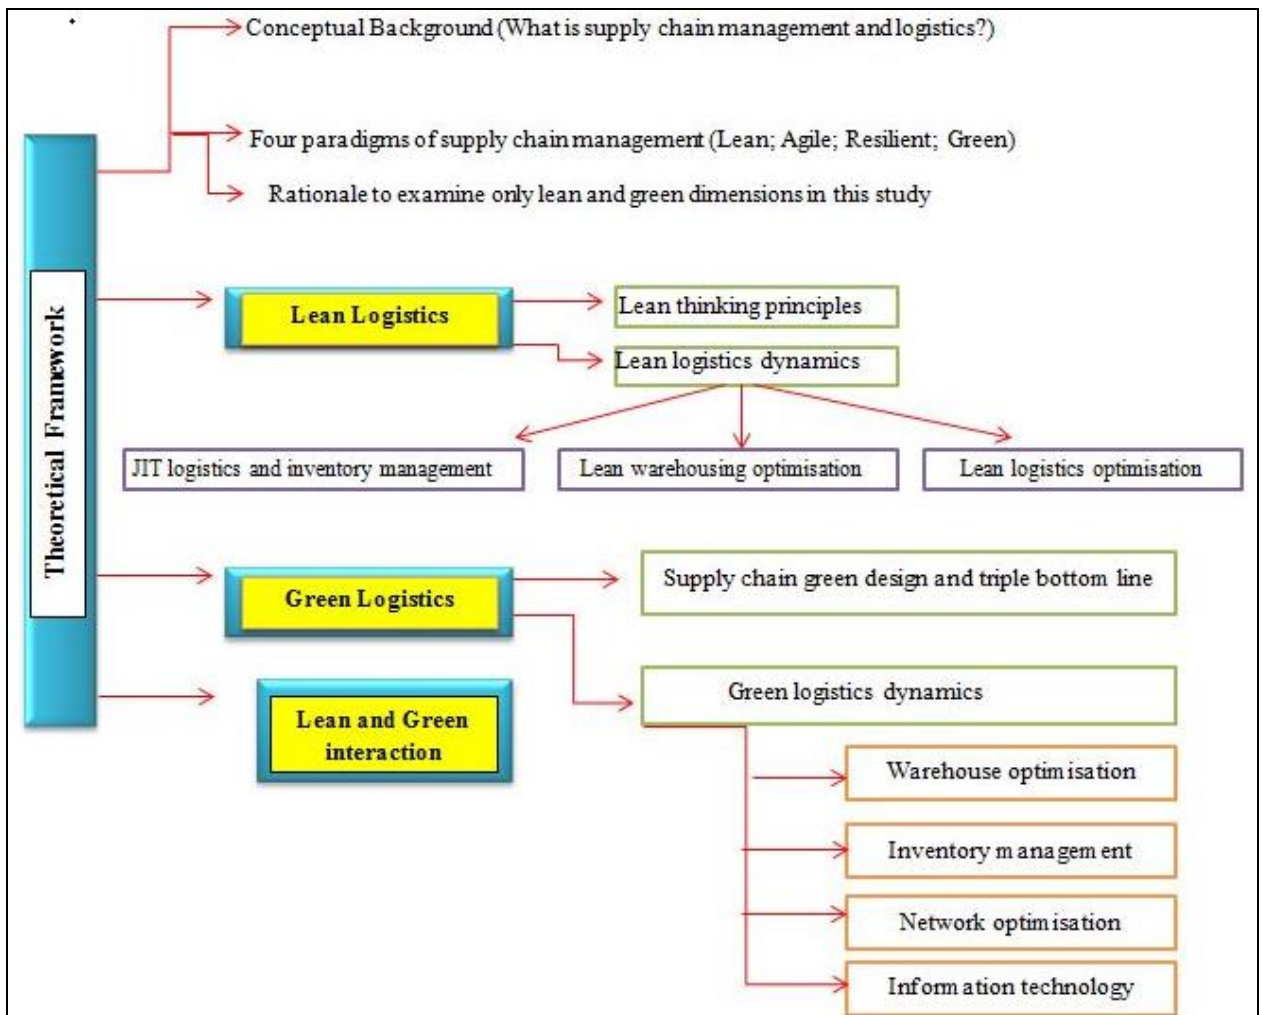 Conceptual Background (What is supply chain management and logistics?)
Four paradigms of supply chain management (Lean; Agile; Resilient; Green)
Rationale to examine only lean and green dimensions in this study
Theoretical Framework
Lean Logistics
Lean thinking principles
Lean logistics dynamics
JIT logistics and inventory management
Lean warehousing optimisation
Lean logistics optimisation
Green Logistics
Supply chain green design and triple bottom line
Green logistics dynamics
Lean and Green
interaction
Warehouse optimisation
Inventory management
Network optimisation
Information technology